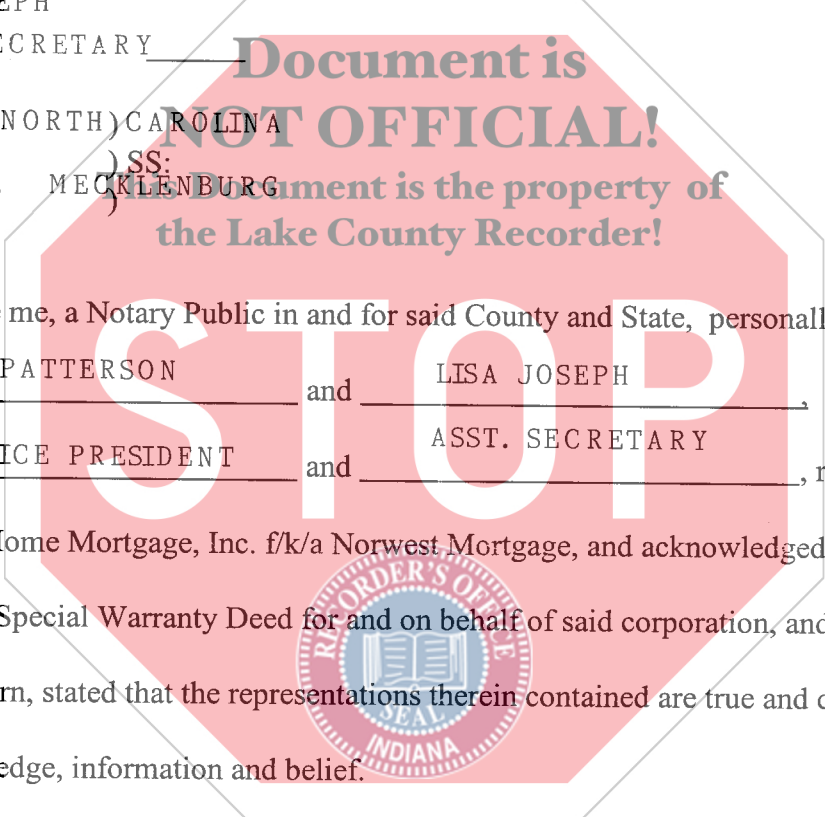 EPH
ECRETARY
Document is
NORTH)CAROLINA
NOT OFFICIAL!
) SS:
MECKLENBURG
)
This Document is the property of
the Lake County Recorder!
STOP
me, a Notary Public in and for said County and State, personall
PATTERSON and LISA JOSEPH,
ICE PRESIDENT and ASST. SECRETARY, r
ome Mortgage, Inc. f/k/a Norwest Mortgage, and acknowledged
Special Warranty Deed for and on behalf of said corporation, and
rn, stated that the representations therein contained are true and
edge, information and belief.
RECORDER'S OFFICE
SEAL
INDIANA